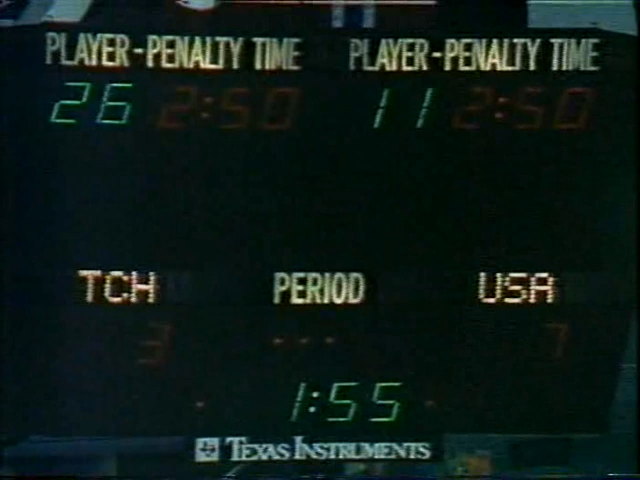 PLAYER-PENALTY TIME PLAYER-PENALTY TIME
26 2:50 11 2:50
TCH PERIOD USA
3 ••• 7
1:55
TEXAS INSTRUMENTS